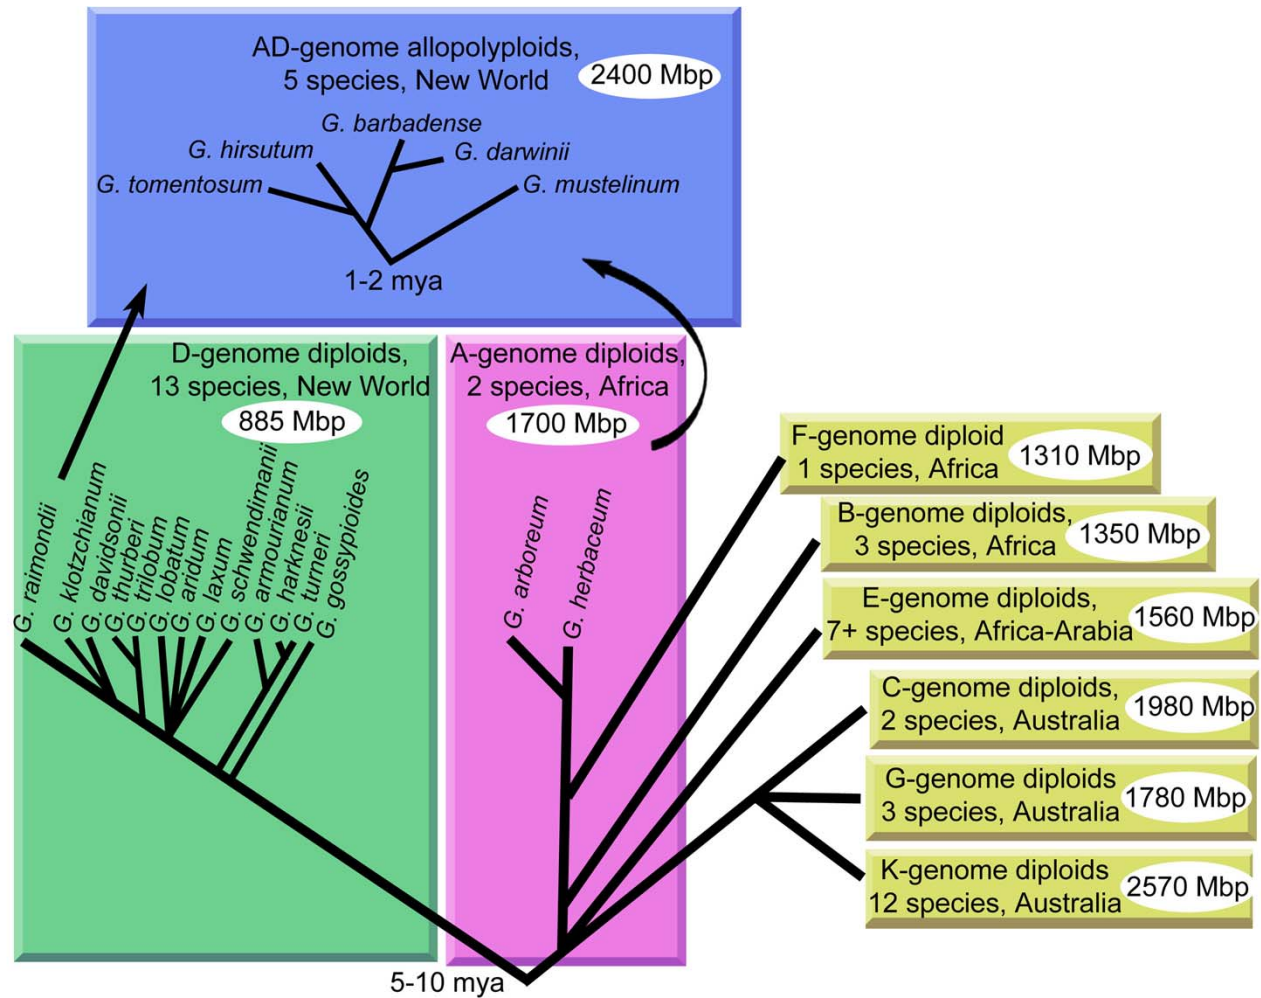 AD-genome allopolyploids,
5 species, New World
2400 Mbp
G. barbadense
G. hirsutum
G. darwinii
G. tomentosum
G. mustelinum
1-2 mya
D-genome diploids,
13 species, New World
885 Mbp
A-genome diploids,
2 species, Africa
1700 Mbp
G. raimondii
G. klotzchianum
G. davidsonii
G. thurberi
G. trilobum
G. lobatum
G. aridum
G. laxum
G. schwendimanii
G. armourianum
G. harknesii
G. turneri
G. gossypioides
G. arboreum
G. herbaceum
F-genome diploid
1 species, Africa
1310 Mbp
B-genome diploids,
3 species, Africa
1350 Mbp
E-genome diploids,
7+ species, Africa-Arabia
1560 Mbp
C-genome diploids,
2 species, Australia
1980 Mbp
G-genome diploids
3 species, Australia
1780 Mbp
K-genome diploids
12 species, Australia
2570 Mbp
5-10 mya